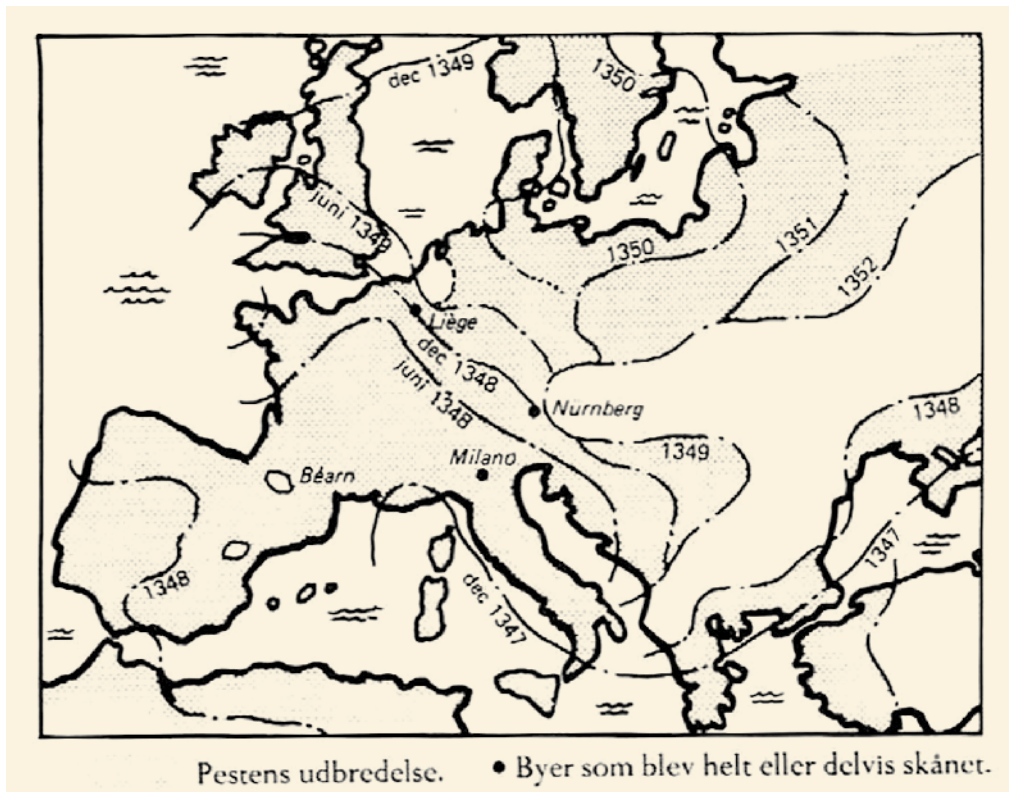 dec 1349
1350
juni 1349
1350
1351
1352
Liège
dec 1348
juni 1348
Nürnberg
1349
1348
Milano
Béarn
1347
1348
dec 1347
Pestens udbredelse.
• Byer som blev helt eller delvis skånet.